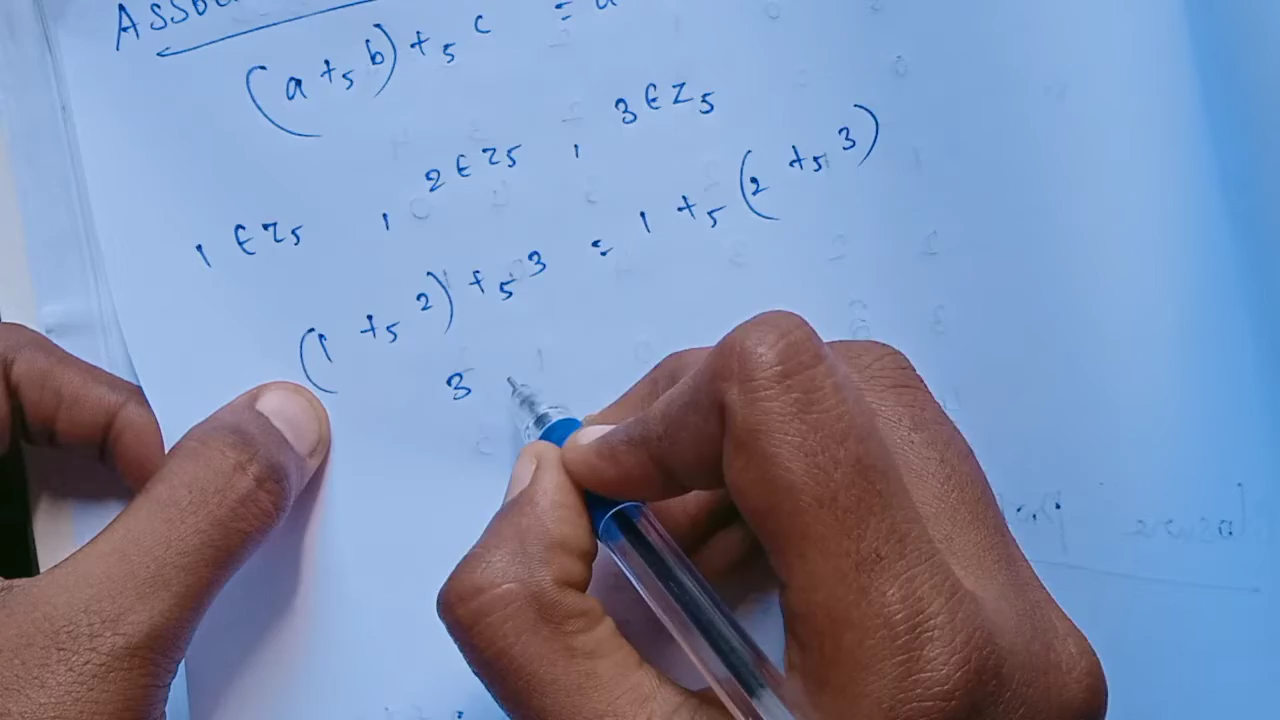 (a +5 b) +5 c =
1 ∈ Z5 , 2 ∈ Z5 , 3 ∈ Z5
(1 +5 2) +5 3 = 1 +5 (2 +5 3)
3